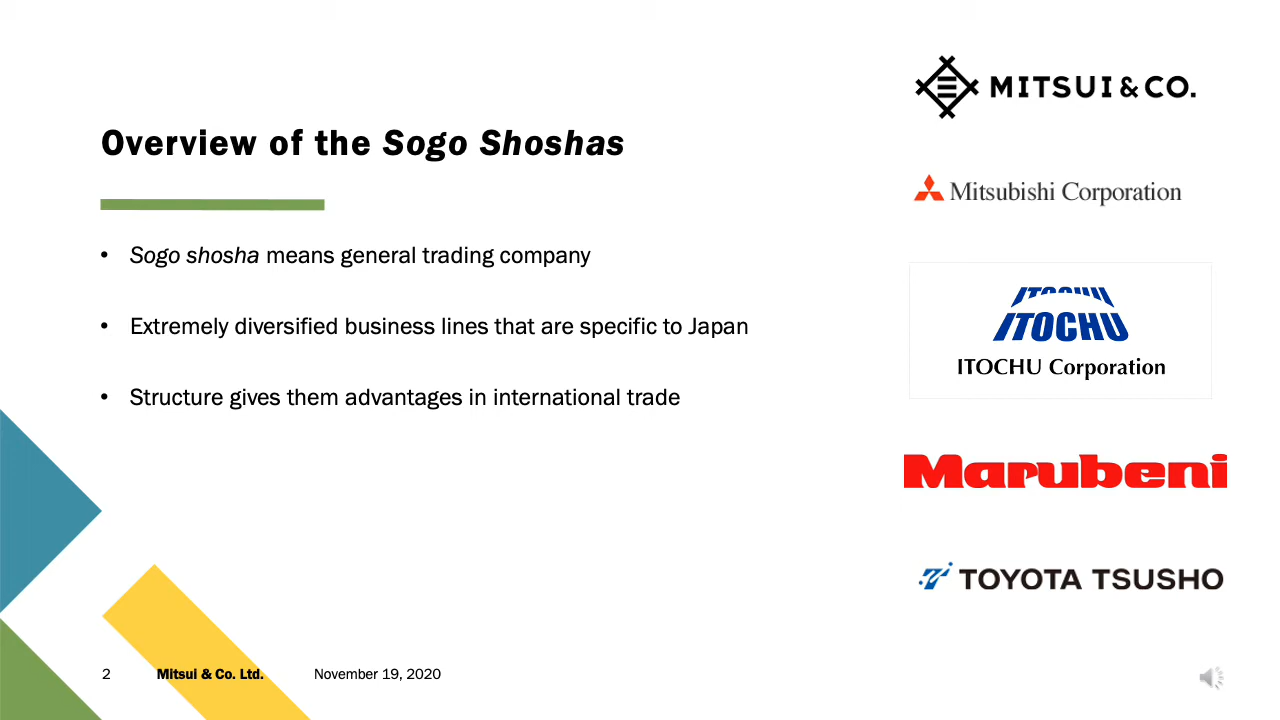 Overview of the Sogo Shoshas
• Sogo shosha means general trading company
• Extremely diversified business lines that are specific to Japan
• Structure gives them advantages in international trade
MITSUI & CO.
Mitsubishi Corporation
ITOCHU
ITOCHU
ITOCHU Corporation
Marubeni
TOYOTA TSUSHO
2 Mitsui & Co. Ltd. November 19, 2020